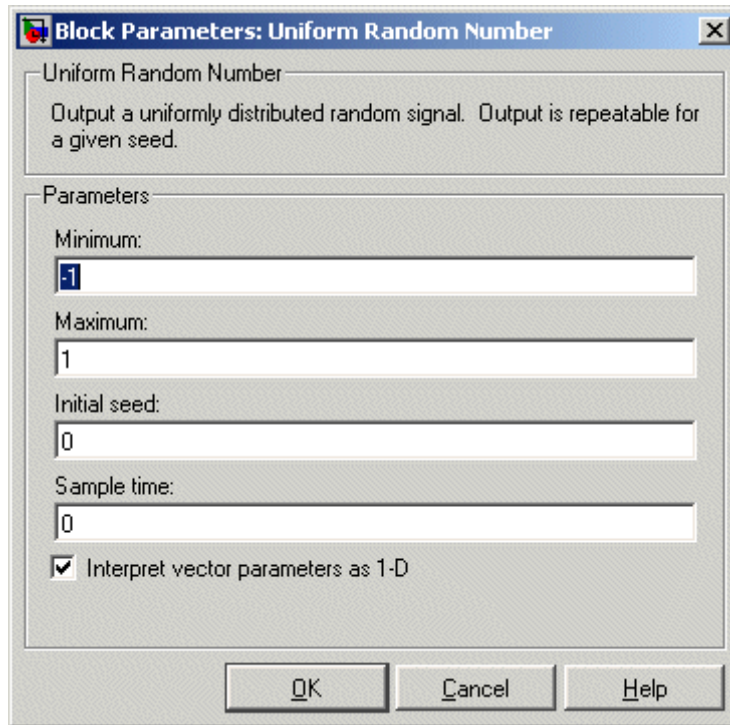 Block Parameters: Uniform Random Number
Uniform Random Number
Output a uniformly distributed random signal. Output is repeatable for
a given seed.
Parameters
Minimum:
-1
Maximum:
1
Initial seed:
0
Sample time:
0
Interpret vector parameters as 1-D
OK Cancel Help